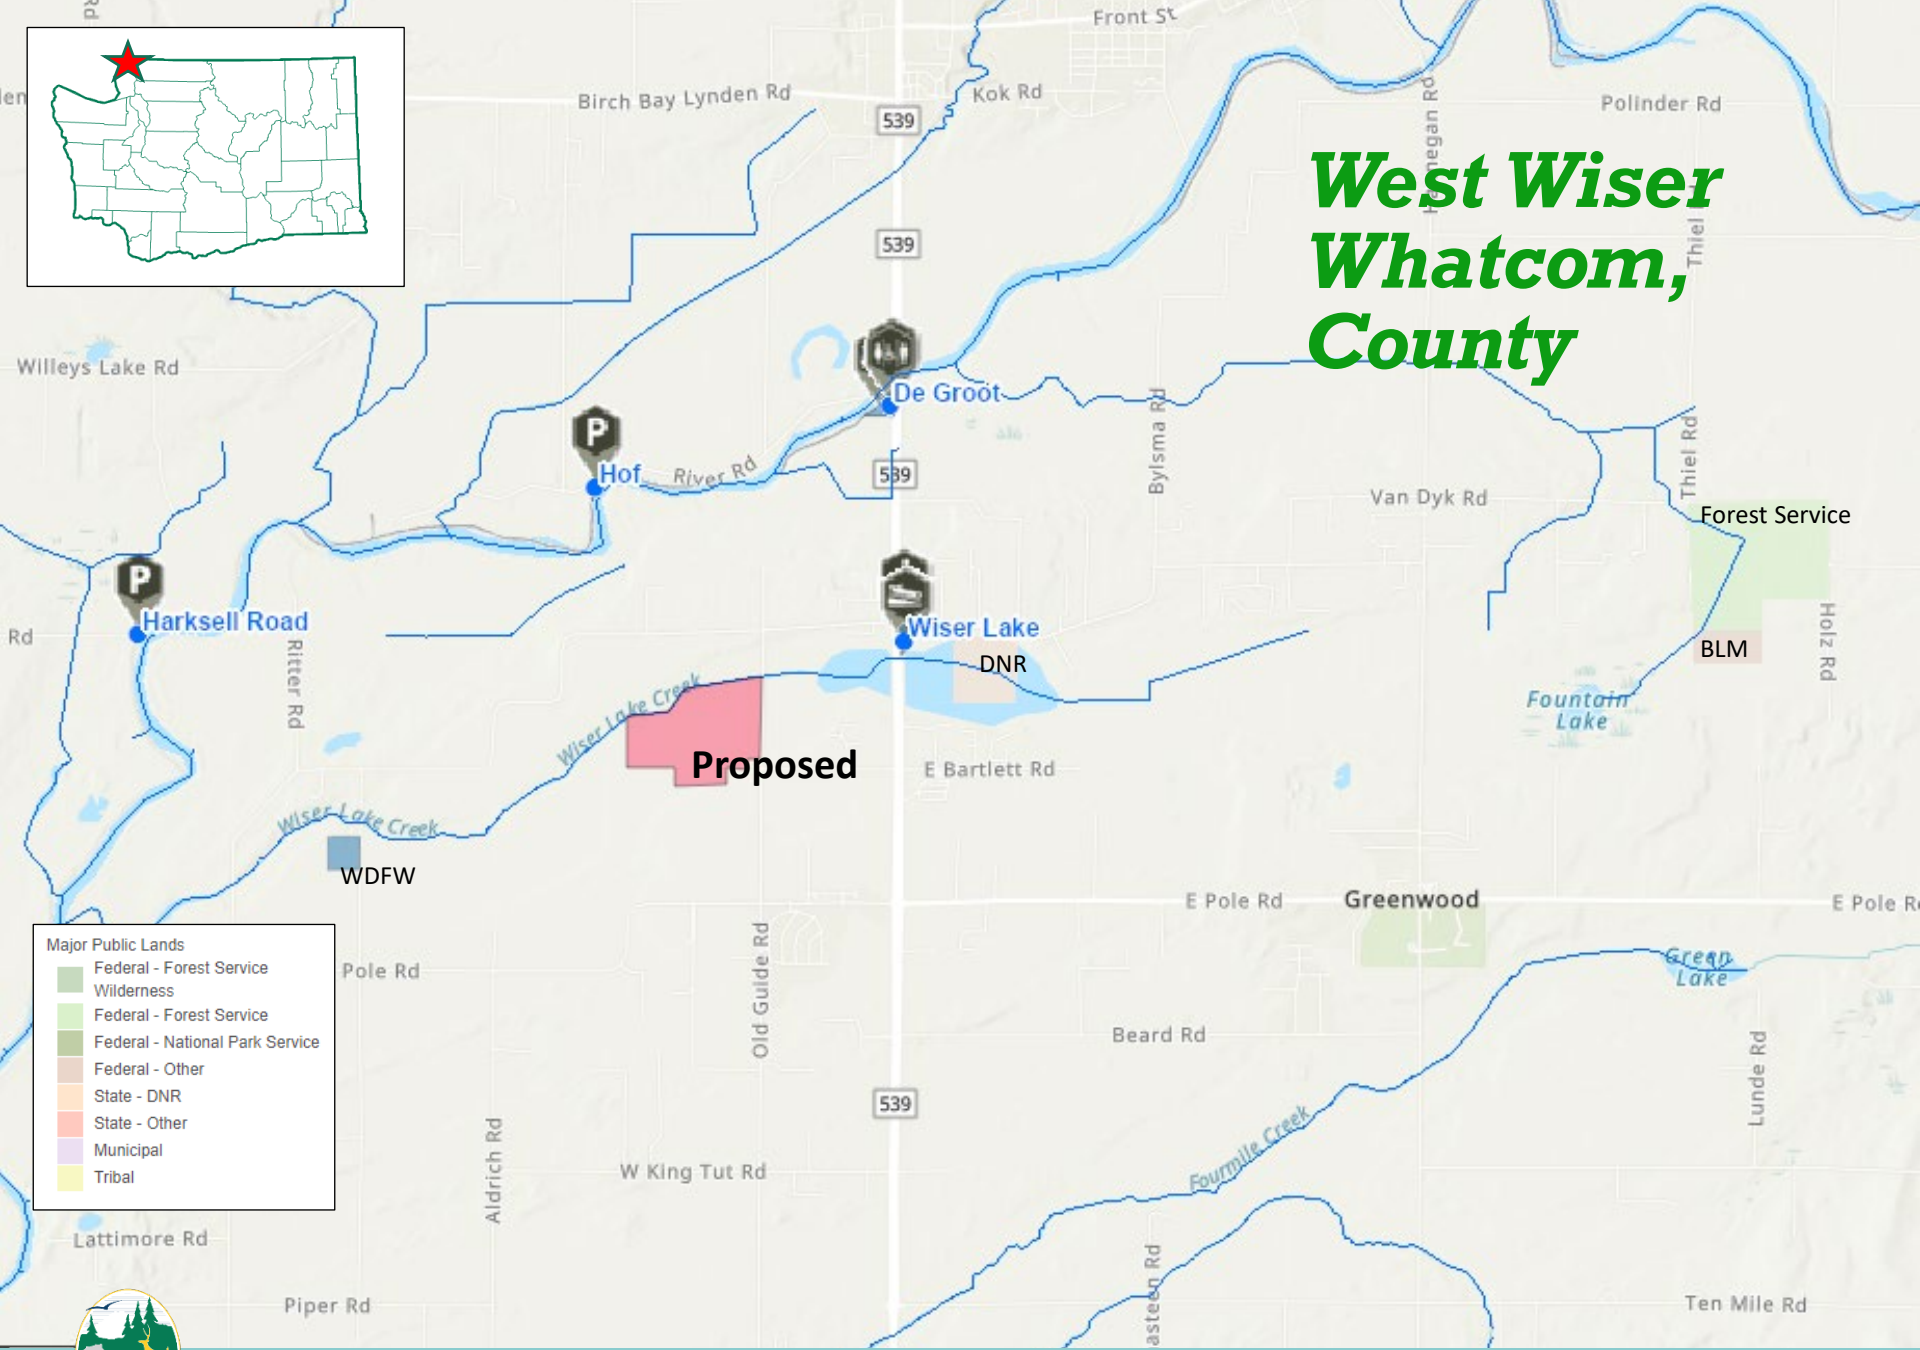 Front St
Birch Bay Lynden Rd
Kok Rd
Polinder Rd
539
West Wiser
Whatcom,
County
539
Thiel Rd
Willeys Lake Rd
De Groot
Bylsma Rd
P
Hof
River Rd
539
Van Dyk Rd
Thiel Rd
Forest Service
P
Harksell Road
Rd
Ritter Rd
Wiser Lake
DNR
BLM
Holz Rd
Wiser Lake Creek
Fountain
Lake
Proposed
E Bartlett Rd
Wiser Lake Creek
WDFW
E Pole Rd
Greenwood
E Pole
Major Public Lands
Federal - Forest Service
Wilderness
Federal - Forest Service
Federal - National Park Service
Federal - Other
State - DNR
State - Other
Municipal
Tribal
Pole Rd
Old Guide Rd
Green
Lake
Beard Rd
Lunde Rd
539
Aldrich Rd
W King Tut Rd
Fourmile Creek
Lattimore Rd
Piper Rd
asteen Rd
Ten Mile Rd